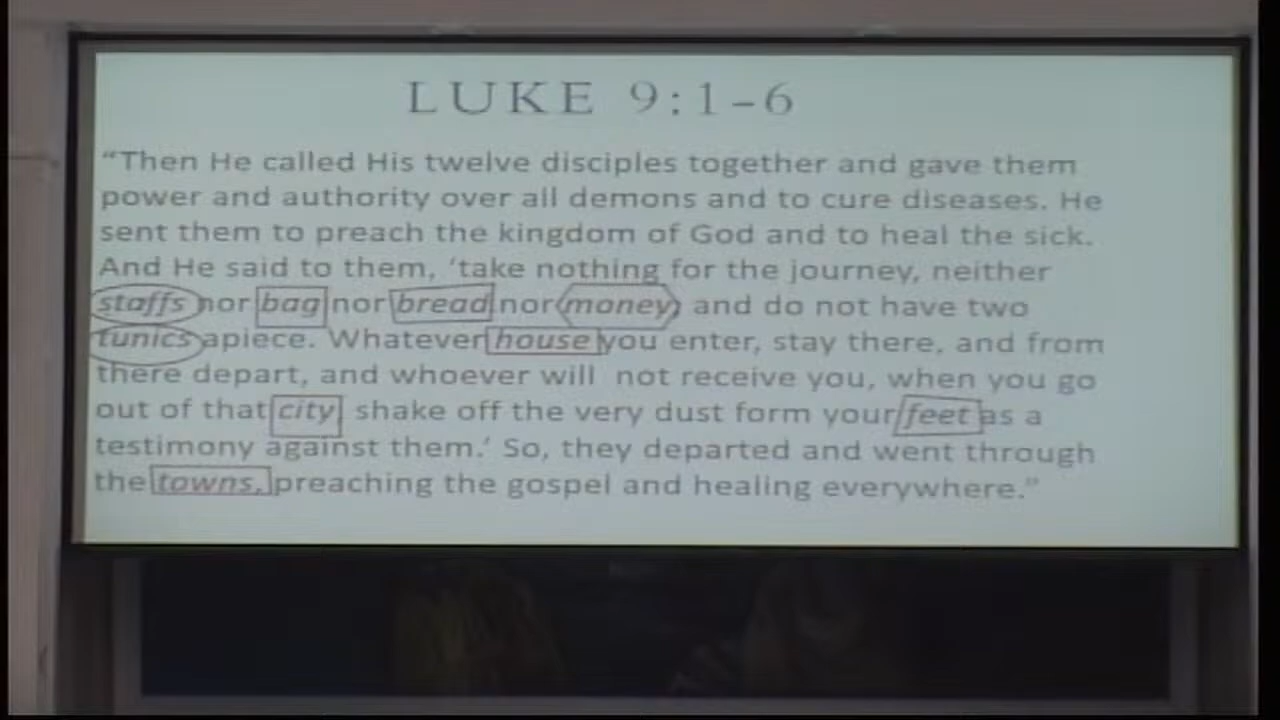 LUKE 9:1-6
"Then He called His twelve disciples together and gave them
power and authority over all demons and to cure diseases. He
sent them to preach the kingdom of God and to heal the sick.
And He said to them, 'take nothing for the journey, neither
staffs nor bag nor bread nor money, and do not have two
tunics apiece. Whatever house you enter, stay there, and from
there depart, and whoever will not receive you, when you go
out of that city shake off the very dust form your feet as a
testimony against them.' So, they departed and went through
the towns, preaching the gospel and healing everywhere."